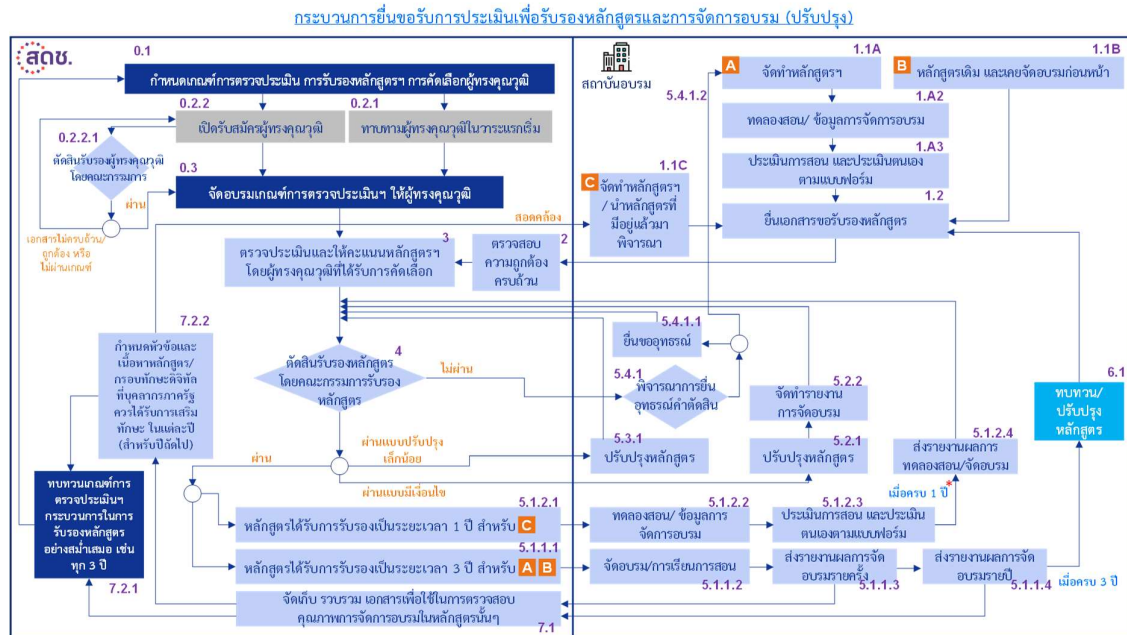 กระบวนการยื่นขอรับการประเมินเพื่อรับรองหลักสูตรและการจัดการอบรม (ปรับปรุง)
สดช.
0.1
กำหนดเกณฑ์การตรวจประเมิน การรับรองหลักสูตรฯ การคัดเลือกผู้ทรงคุณวุฒิ
0.2.2
เปิดรับสมัครผู้ทรงคุณวุฒิ
0.2.1
ทาบทามผู้ทรงคุณวุฒิในวาระแรกเริ่ม
0.2.2.1
ตัดสินรับรองผู้ทรงคุณวุฒิ
โดยคณะกรรมการ
ผ่าน
เอกสารไม่ครบถ้วน/
ถูกต้อง หรือ
ไม่ผ่านเกณฑ์
0.3
จัดอบรมเกณฑ์การตรวจประเมินฯ ให้ผู้ทรงคุณวุฒิ
สถาบันอบรม
1.1A
A
จัดทำหลักสูตรฯ
1.1B
B
หลักสูตรเดิม และเคยจัดอบรมก่อนหน้า
5.4.1.2
1.A2
ทดลองสอน/ ข้อมูลการจัดการอบรม
1.A3
ประเมินการสอน และประเมินตนเอง
ตามแบบฟอร์ม
1.1C
C
จัดทำหลักสูตรฯ
/ นำหลักสูตรที่
มีอยู่แล้วมา
พิจารณา
1.2
ยื่นเอกสารขอรับรองหลักสูตร
สอดคล้อง
2
ตรวจสอบ
ความถูกต้อง
ครบถ้วน
3
ตรวจประเมินและให้คะแนนหลักสูตรฯ
โดยผู้ทรงคุณวุฒิที่ได้รับการคัดเลือก
7.2.2
กำหนดหัวข้อและ
เนื้อหาหลักสูตร/
กรอบทักษะดิจิทัล
ที่บุคลากรภาครัฐ
ควรได้รับการเสริม
ทักษะ ในแต่ละปี
(สำหรับปีถัดไป)
4
ตัดสินรับรองหลักสูตร
โดยคณะกรรมการรับรอง
หลักสูตร
ไม่ผ่าน
5.4.1.1
ยื่นขออุทธรณ์
5.4.1
พิจารณาการยื่น
อุทธรณ์คำตัดสิน
5.2.2
จัดทำรายงาน
การจัดอบรม
6.1
ทบทวน/
ปรับปรุง
หลักสูตร
ผ่าน
ผ่านแบบปรับปรุง
เล็กน้อย
ผ่านแบบมีเงื่อนไข
5.3.1
ปรับปรุงหลักสูตร
5.2.1
ปรับปรุงหลักสูตร
5.1.2.4
ส่งรายงานผลการ
ทดลองสอน/จัดอบรม
เมื่อครบ 1 ปี*
ทบทวนเกณฑ์การ
ตรวจประเมินฯ
กระบวนการในการ
รับรองหลักสูตร
อย่างสม่ำเสมอ เช่น
ทุก 3 ปี
7.2.1
5.1.2.1
หลักสูตรได้รับการรับรองเป็นระยะเวลา 1 ปี สำหรับ C
5.1.2.2
ทดลองสอน/ ข้อมูลการ
จัดการอบรม
5.1.2.3
ประเมินการสอน และประเมิน
ตนเองตามแบบฟอร์ม
5.1.1.1
หลักสูตรได้รับการรับรองเป็นระยะเวลา 3 ปี สำหรับ A B
จัดอบรม/การเรียนการสอน
5.1.1.2
ส่งรายงานผลการจัด
อบรมรายครั้ง
5.1.1.3
ส่งรายงานผลการจัด
อบรมรายปี
5.1.1.4
เมื่อครบ 3 ปี
จัดเก็บ รวบรวม เอกสารเพื่อใช้ในการตรวจสอบ
คุณภาพการจัดการอบรมในหลักสูตรนั้นๆ
7.1